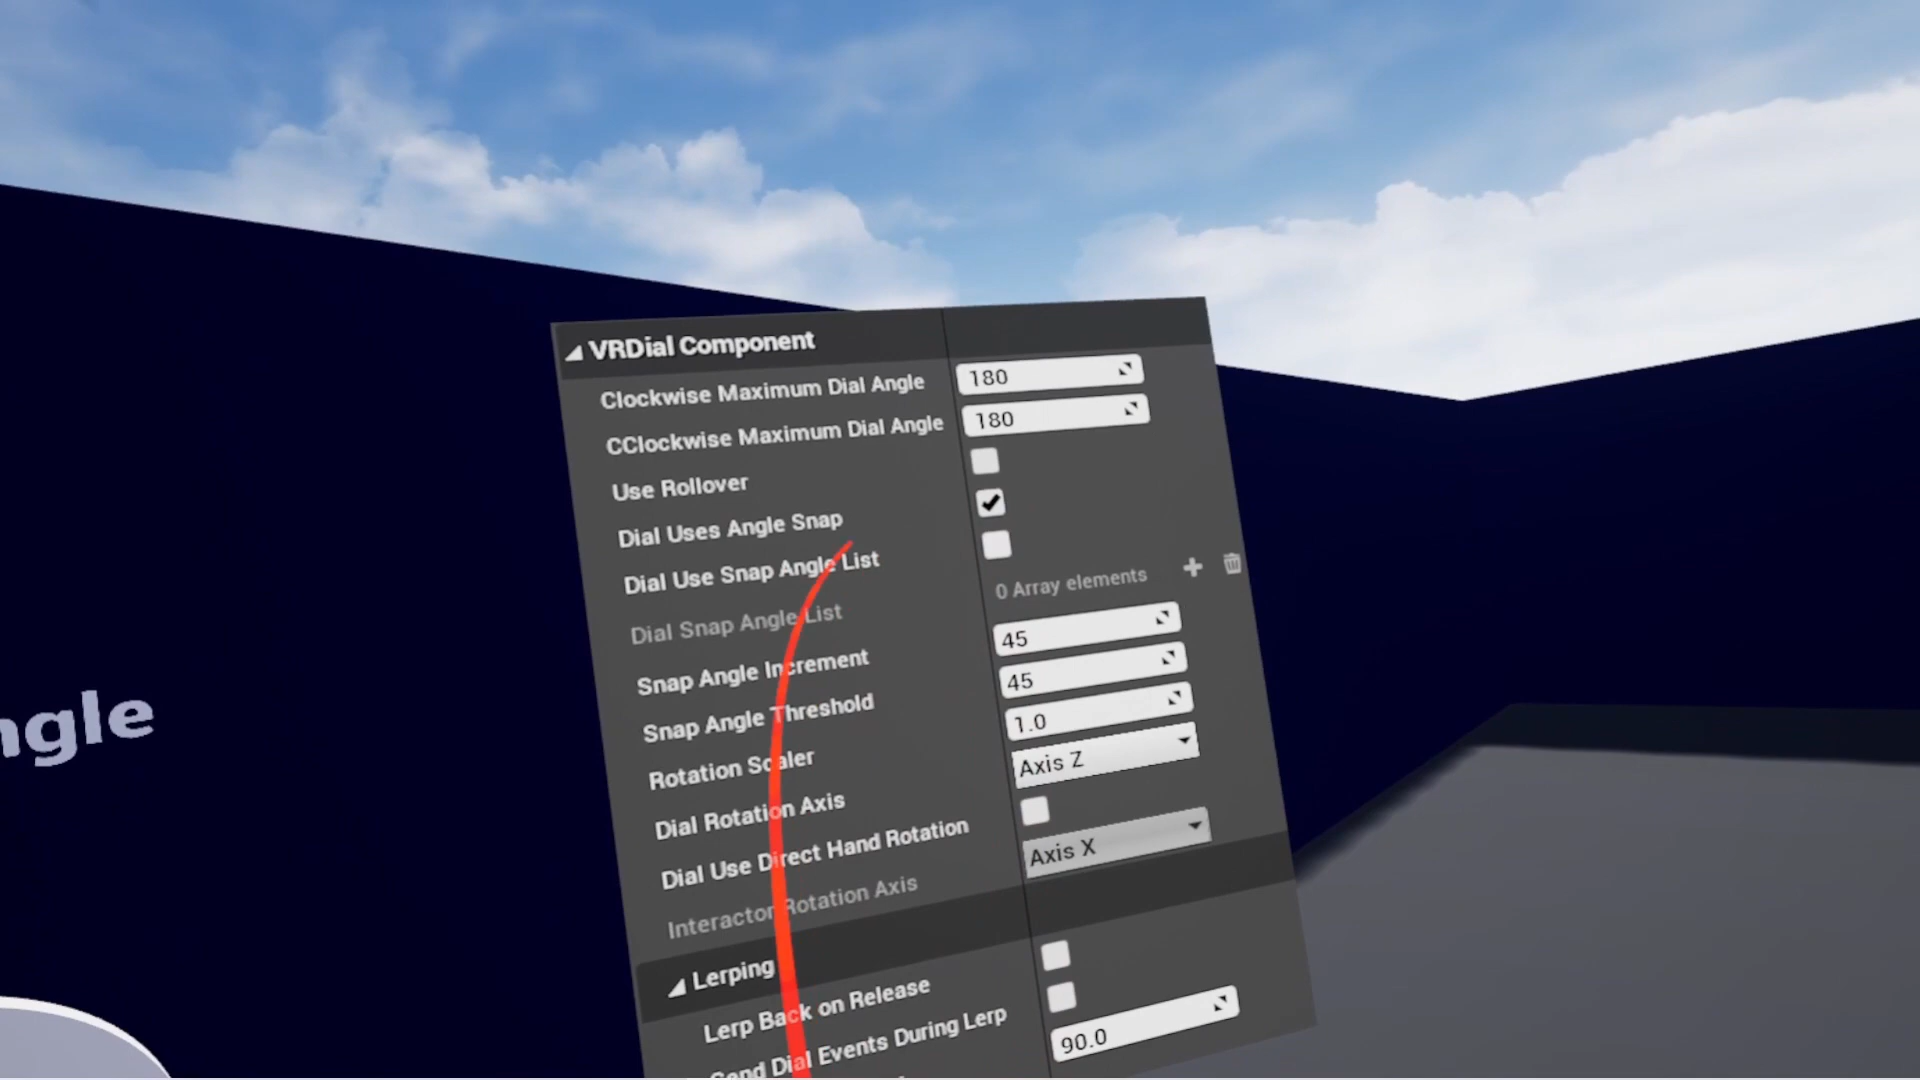 VRDial Component
Clockwise Maximum Dial Angle 180
CClockwise Maximum Dial Angle 180
Use Rollover
Dial Uses Angle Snap
Dial Use Snap Angle List
Dial Snap Angle List 0 Array elements
Snap Angle Increment 45
Snap Angle Threshold 45
Rotation Scaler 1.0
Dial Rotation Axis Axis Z
Dial Use Direct Hand Rotation
Interactor Rotation Axis Axis X
Lerping
Lerp Back on Release
Send Dial Events During Lerp
90.0
ngle